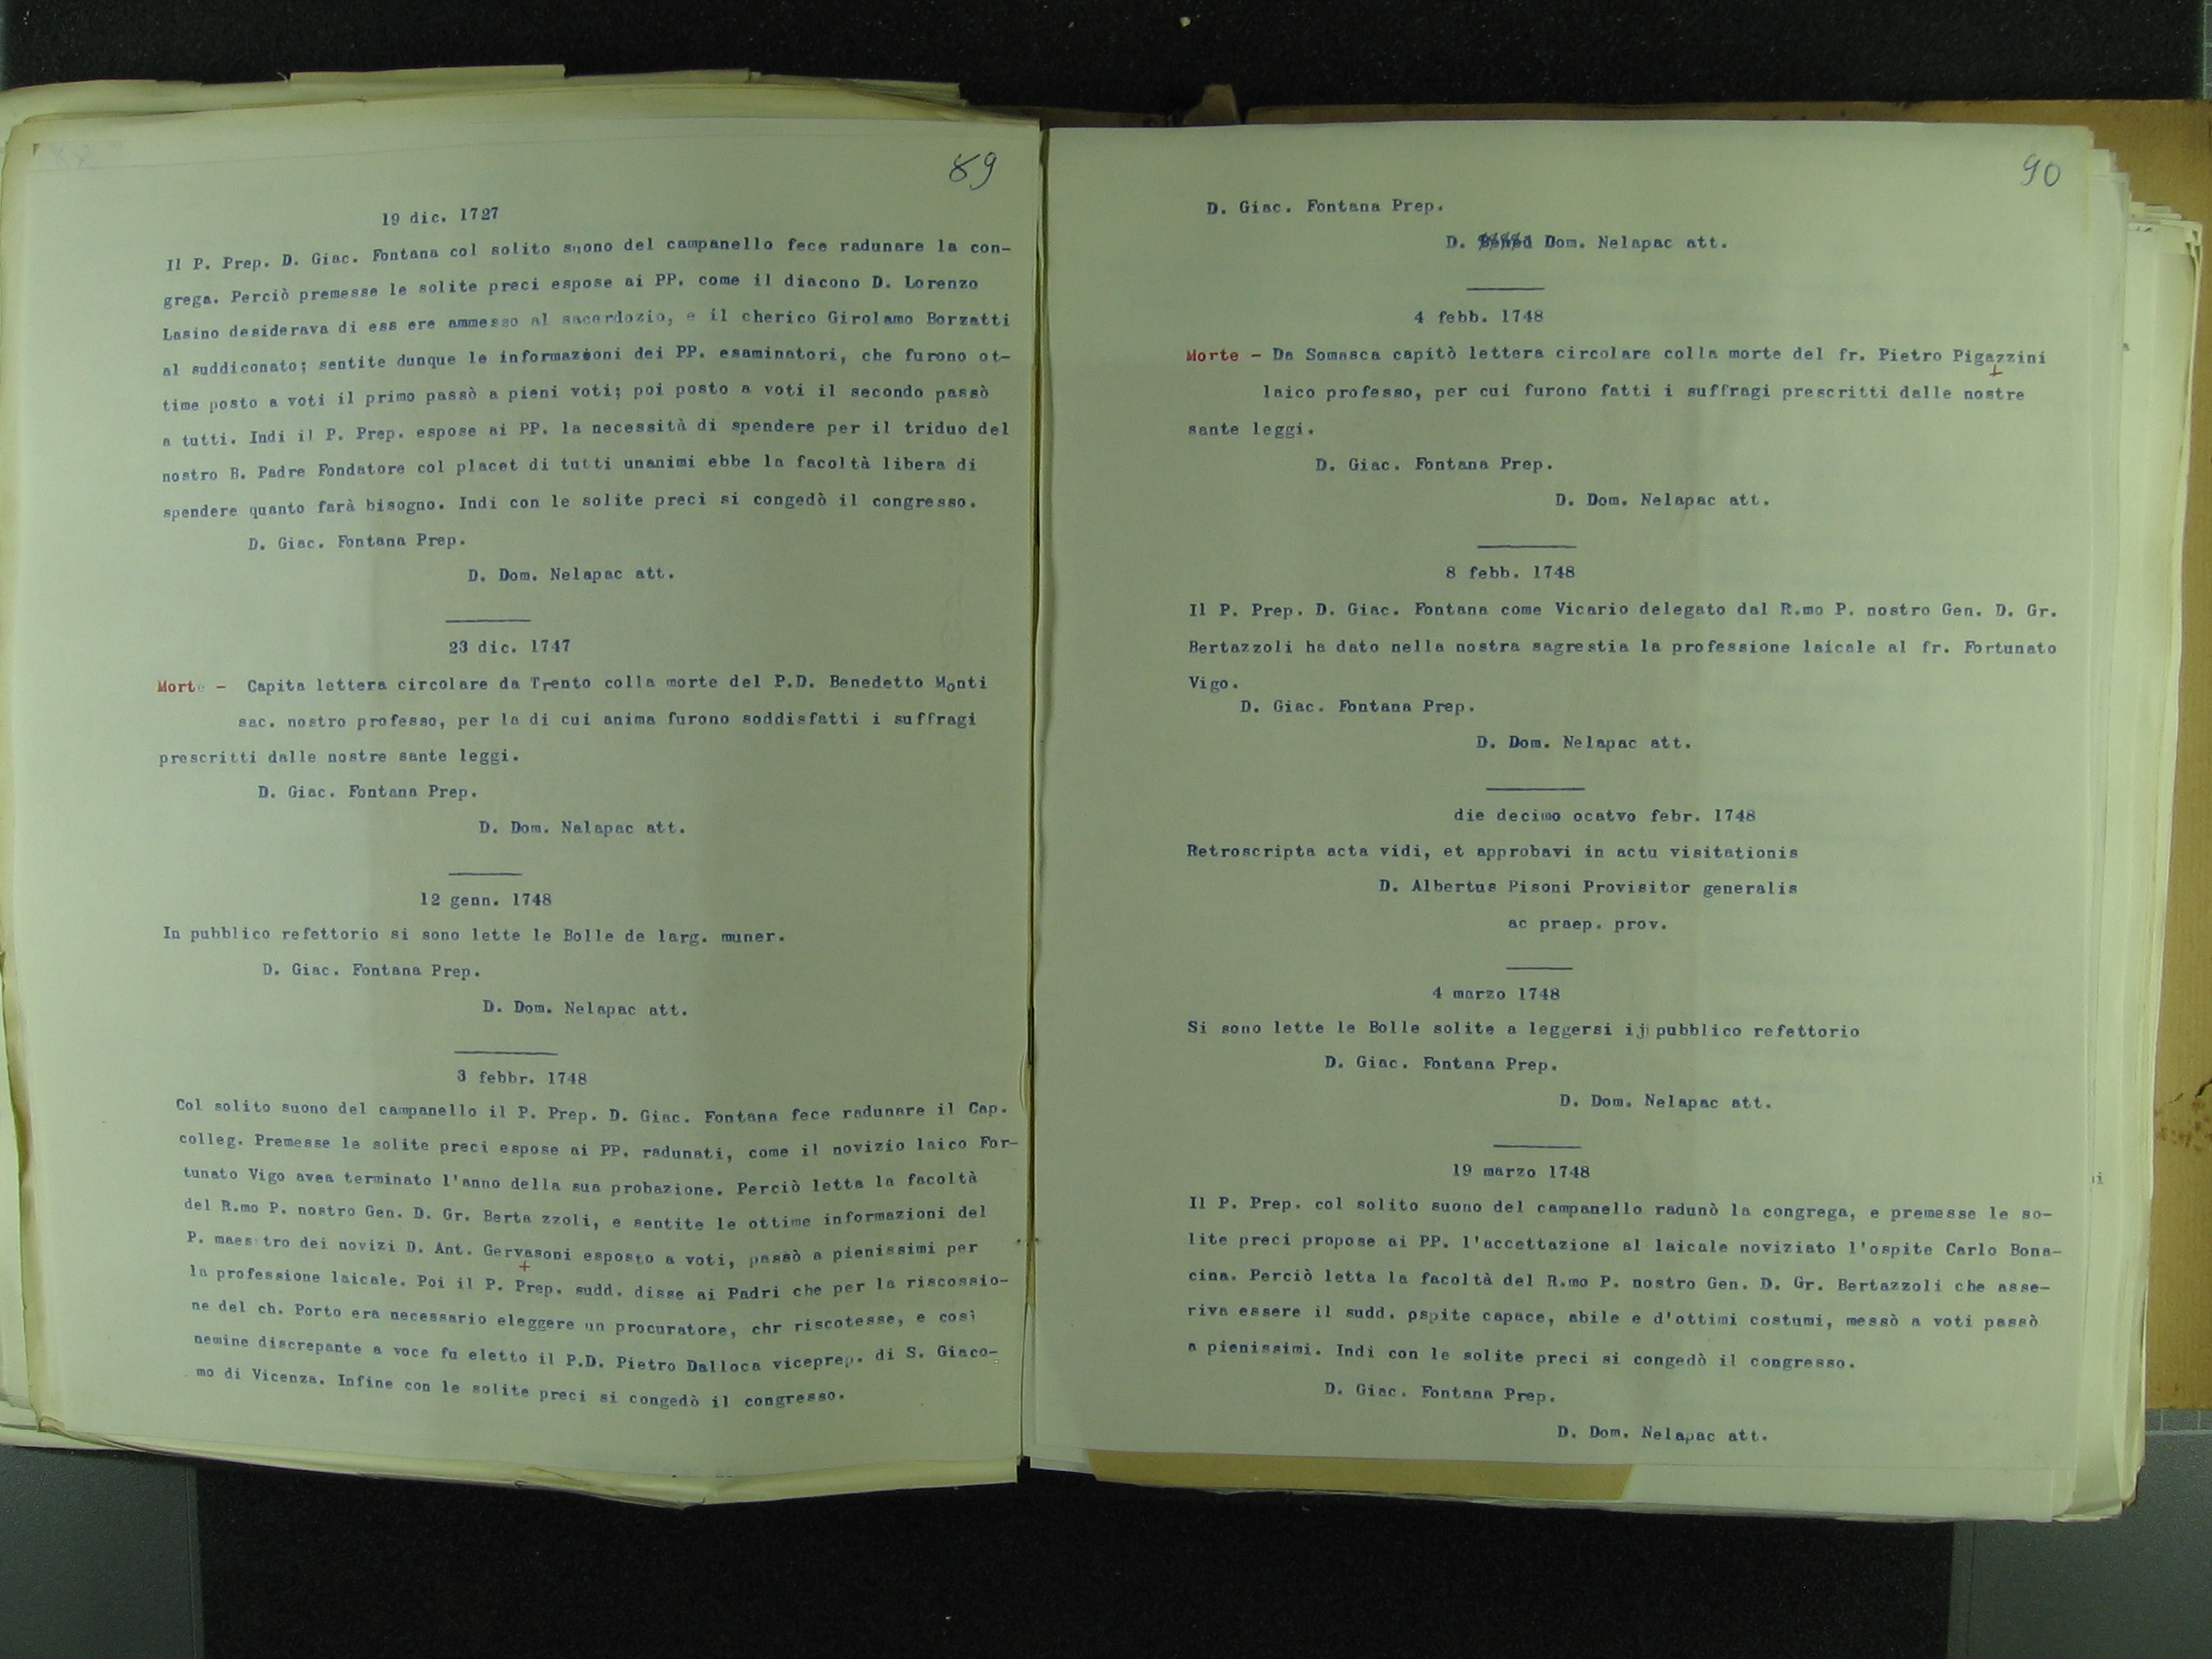 89
19 dic. 1727
Il P. Prep. D. Giac. Fontana col solito suono del campanello fece radunare la con-
grega. Perciò premesse le solite preci espose ai PP. come il diacono D. Lorenzo
Lasino desiderava di ess ere ammesso al sacerdozio, e il cherico Girolamo Borzatti
al suddiconato; sentite dunque le informazioni dei PP. esaminatori, che furono ot-
time posto a voti il primo passò a pieni voti; poi posto a voti il secondo passò
a tutti. Indi il P. Prep. espose ai PP. la necessità di spendere per il triduo del
nostro B. Padre Fondatore col placet di tutti unanimi ebbe la facoltà libera di
spendere quanto farà bisogno. Indi con le solite preci si congedò il congresso.
D. Giac. Fontana Prep.
D. Dom. Nelapac att.
23 dic. 1747
Morte - Capita lettera circolare da Trento colla morte del P.D. Benedetto Monti
sac. nostro professo, per la di cui anima furono soddisfatti i suffragi
prescritti dalle nostre sante leggi.
D. Giac. Fontana Prep.
D. Dom. Nalapac att.
12 genn. 1748
In pubblico refettorio si sono lette le Bolle de larg. muner.
D. Giac. Fontana Prep.
D. Dom. Nelapac att.
3 febbr. 1748
Col solito suono del campanello il P. Prep. D. Giac. Fontana fece radunare il Cap.
colleg. Premesse le solite preci espose ai PP. radunati, come il novizio laico For-
tunato Vigo avea terminato l'anno della sua probazione. Perciò letta la facoltà
del R.mo P. nostro Gen. D. Gr. Berta zzoli, e sentite le ottime informazioni del
P. maestro dei novizi D. Ant. Gervasoni esposto a voti, passò a pienissimi per
la professione laicale. Poi il P. Prep. sudd. disse ai Padri che per la riscossio-
ne del ch. Porto era necessario eleggere un procuratore, chr riscotesse, e così
nemine discrepante a voce fu eletto il P.D. Pietro Dalloca viceprep. di S. Giaco-
mo di Vicenza. Infine con le solite preci si congedò il congresso.
90
D. Giac. Fontana Prep.
D. Dom. Nelapac att.
4 febb. 1748
Morte - Da Somasca capitò lettera circolare colla morte del fr. Pietro Pigazzini
laico professo, per cui furono fatti i suffragi prescritti dalle nostre
sante leggi.
D. Giac. Fontana Prep.
D. Dom. Nelapac att.
8 febb. 1748
Il P. Prep. D. Giac. Fontana come Vicario delegato dal R.mo P. nostro Gen. D. Gr.
Bertazzoli ha dato nella nostra sagrestia la professione laicale al fr. Fortunato
Vigo.
D. Giac. Fontana Prep.
D. Dom. Nelapac att.
die decimo ocatvo febr. 1748
Retroscripta acta vidi, et approbavi in actu visitationis
D. Albertus Pisoni Provisitor generalis
ac praep. prov.
4 marzo 1748
Si sono lette le Bolle solite a leggersi ij pubblico refettorio
D. Giac. Fontana Prep.
D. Dom. Nelapac att.
19 marzo 1748
Il P. Prep. col solito suono del campanello radunò la congrega, e premesse le so-
lite preci propose ai PP. l'accettazione al laicale noviziato l'ospite Carlo Bona-
cina. Perciò letta la facoltà del R.mo P. nostro Gen. D. Gr. Bertazzoli che asse-
riva essere il sudd. pspite capace, abile e d'ottimi costumi, messò a voti passò
a pienissimi. Indi con le solite preci si congedò il congresso.
D. Giac. Fontana Prep.
D. Dom. Nelapac att.